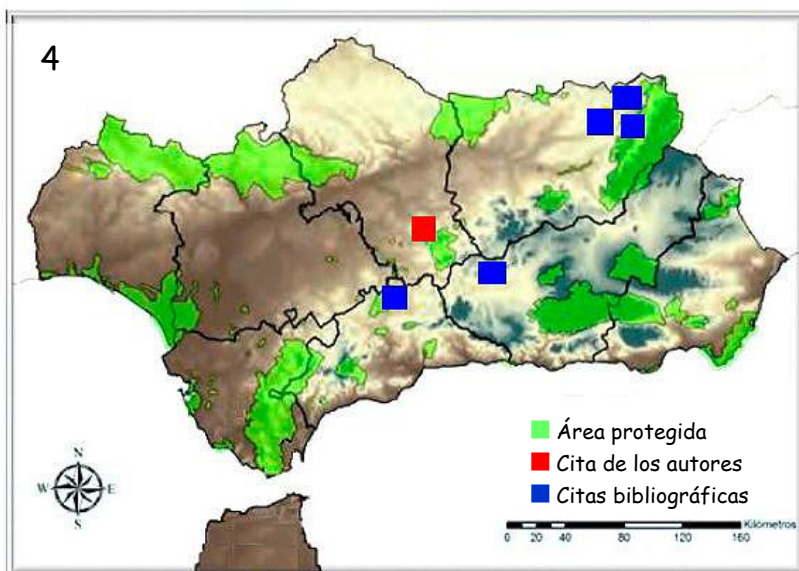 4
Área protegida
Cita de los autores
Citas bibliográficas
N
W E
S
Kilómetros
0 20 40 80 120 160